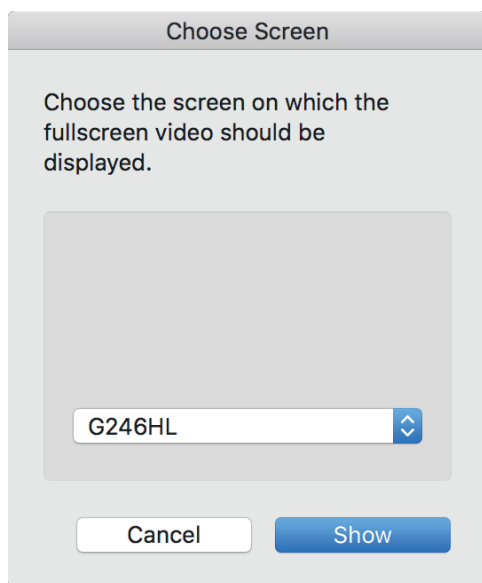 Choose Screen
Choose the screen on which the
fullscreen video should be
displayed.
G246HL
Cancel
Show